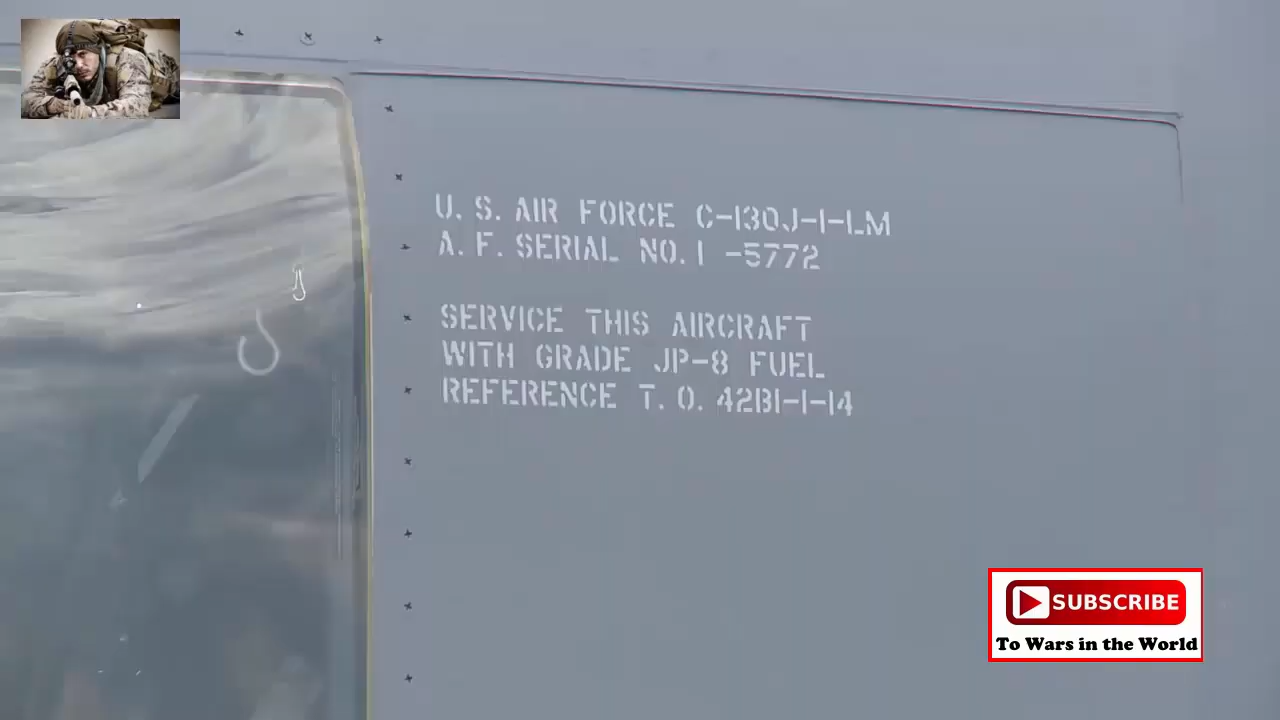 U. S. AIR FORCE C-130J-1-LM
A. F. SERIAL NO. 1 -5772
SERVICE THIS AIRCRAFT
WITH GRADE JP-8 FUEL
REFERENCE T. O. 42B1-1-14
SUBSCRIBE
To Wars in the World